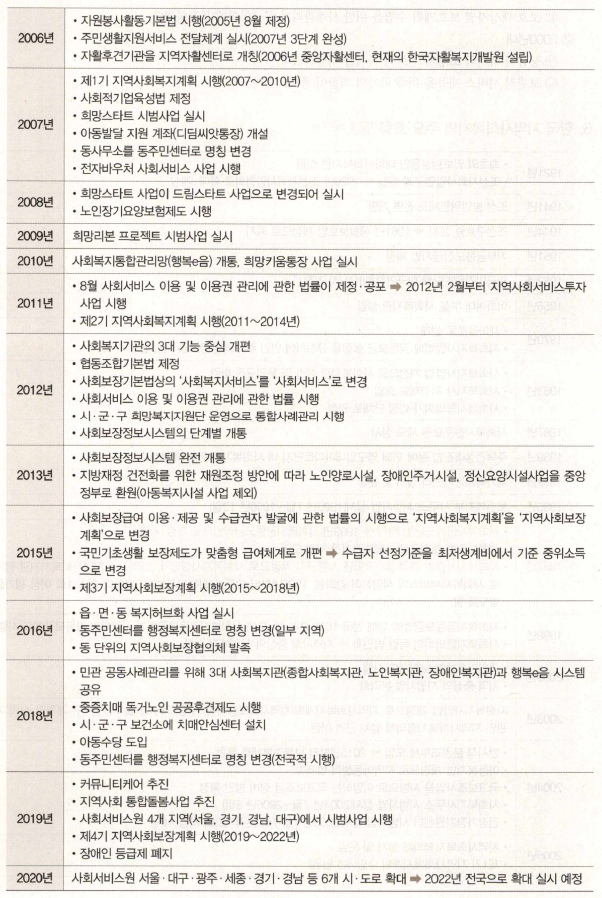 2006년
• 자원봉사활동기본법 시행(2005년 8월 제정)
• 주민생활지원서비스 전달체계 실시(2007년 3단계 완성)
• 자활후견기관을 지역자활센터로 개칭(2006년 중앙자활센터, 현재의 한국자활복지개발원 설립)
2007년
• 제1기 지역사회복지계획 시행(2007~2010년)
• 사회적기업육성법 제정
• 희망스타트 시범사업 실시
• 아동발달 지원 계좌(디딤씨앗통장) 개설
• 동사무소를 동주민센터로 명칭 변경
• 전자바우처 사회서비스 사업 시행
2008년
• 희망스타트 사업이 드림스타트 사업으로 변경되어 실시
• 노인장기요양보험제도 시행
2009년
희망리본 프로젝트 시범사업 실시
2010년
사회복지통합관리망(행복e음) 개통, 희망키움통장 사업 실시
2011년
• 8월 사회서비스 이용 및 이용권 관리에 관한 법률이 제정·공포 ➡ 2012년 2월부터 지역사회서비스투자
사업 시행
• 제2기 지역사회복지계획 시행(2011~2014년)
2012년
• 사회복지기관의 3대 기능 중심 개편
• 협동조합기본법 제정
• 사회보장기본법상의 '사회복지서비스'를 '사회서비스'로 변경
• 사회서비스 이용 및 이용권 관리에 관한 법률 시행
• 시·군·구 희망복지지원단 운영으로 통합사례관리 시행
• 사회보장정보시스템의 단계별 개통
2013년
• 사회보장정보시스템 완전 개통
• 지방재정 건전화를 위한 재원조정 방안에 따라 노인양로시설, 장애인주거시설, 정신요양시설사업을 중앙
정부로 환원(아동복지시설 사업 제외)
2015년
• 사회보장급여 이용·제공 및 수급권자 발굴에 관한 법률의 시행으로 '지역사회복지계획'을 '지역사회보장
계획'으로 변경
• 국민기초생활 보장제도가 맞춤형 급여체계로 개편 ➡ 수급자 선정기준을 최저생계비에서 기준 중위소득
으로 변경
• 제3기 지역사회보장계획 시행(2015~2018년)
2016년
• 읍·면·동 복지허브화 사업 실시
• 동주민센터를 행정복지센터로 명칭 변경(일부 지역)
• 동 단위의 지역사회보장협의체 발족
2018년
• 민관 공동사례관리를 위해 3대 사회복지관(종합사회복지관, 노인복지관, 장애인복지관)과 행복e음 시스템
공유
• 중증치매 독거노인 공공후견제도 시행
• 시·군·구 보건소에 치매안심센터 설치
• 아동수당 도입
• 동주민센터를 행정복지센터로 명칭 변경(전국적 시행)
2019년
• 커뮤니티케어 추진
• 지역사회 통합돌봄사업 추진
• 사회서비스원 4개 지역(서울, 경기, 경남, 대구)에서 시범사업 시행
• 제4기 지역사회보장계획(2019~2022년)
• 장애인 등급제 폐지
2020년
사회서비스원 서울·대구·광주·세종·경기·경남 등 6개 시·도로 확대 ➡ 2022년 전국으로 확대 실시 예정